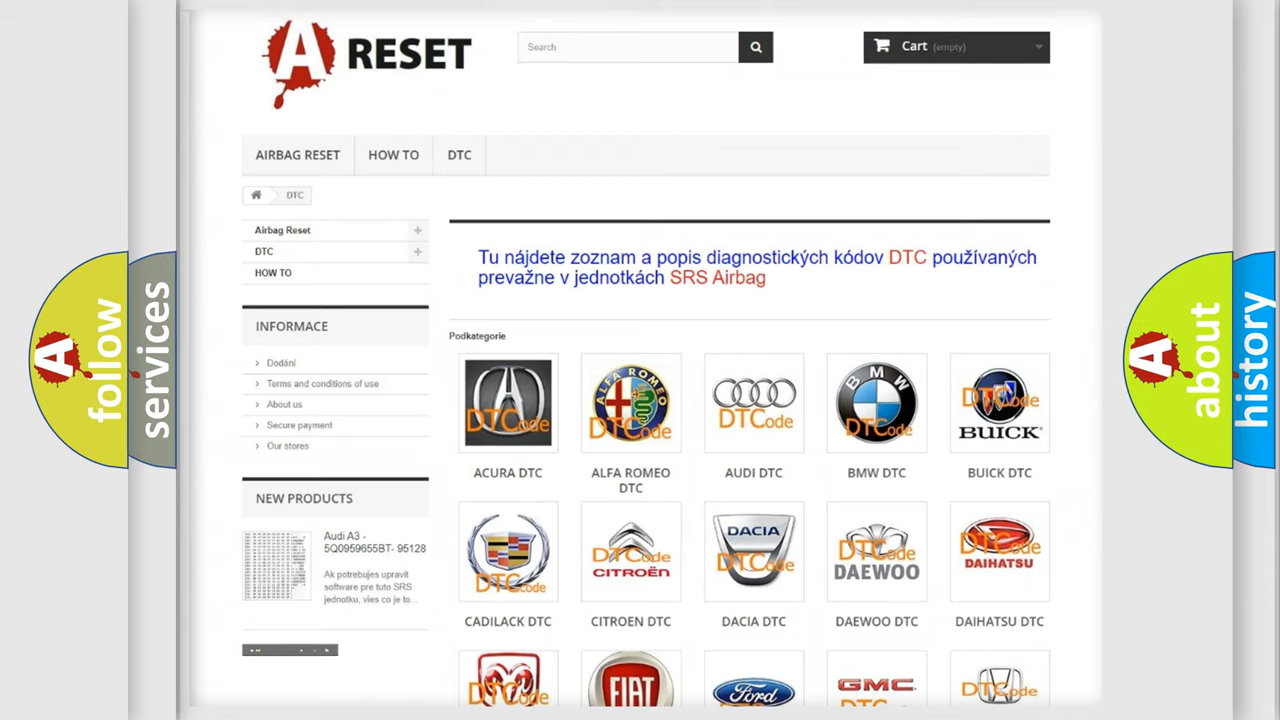 A RESET
Search
Cart (empty)
AIRBAG RESET
HOW TO
DTC
DTC
Airbag Reset
DTC
HOW TO
Tu nájdete zoznam a popis diagnostických kódov DTC používaných
prevažne v jednotkách SRS Airbag
INFORMACE
Dodání
Terms and conditions of use
About us
Secure payment
Our stores
NEW PRODUCTS
Audi A3 -
5Q0959655BT- 95128
Ak potrebujes upravit
software pre tuto SRS
jednotku, vies co je to...
Podkategorie
DTCode
ALFA ROMEO
DTCode
DTCode
BMW
DTCode
DTCode
BUICK
ACURA DTC
ALFA ROMEO
DTC
AUDI DTC
BMW DTC
BUICK DTC
DTCode
DTCode
CITROËN
DACIA
DTCode
DTCode
DAEWOO
DTCode
DAIHATSU
CADILACK DTC
CITROEN DTC
DACIA DTC
DAEWOO DTC
DAIHATSU DTC
DTCode
FIAT
Ford
GMC
DTCode
A follow
services
A about
history